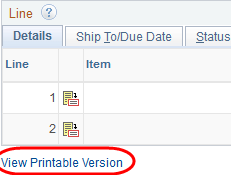 Line ?
Details Ship To/Due Date Status
Line Item
1
2
View Printable Version